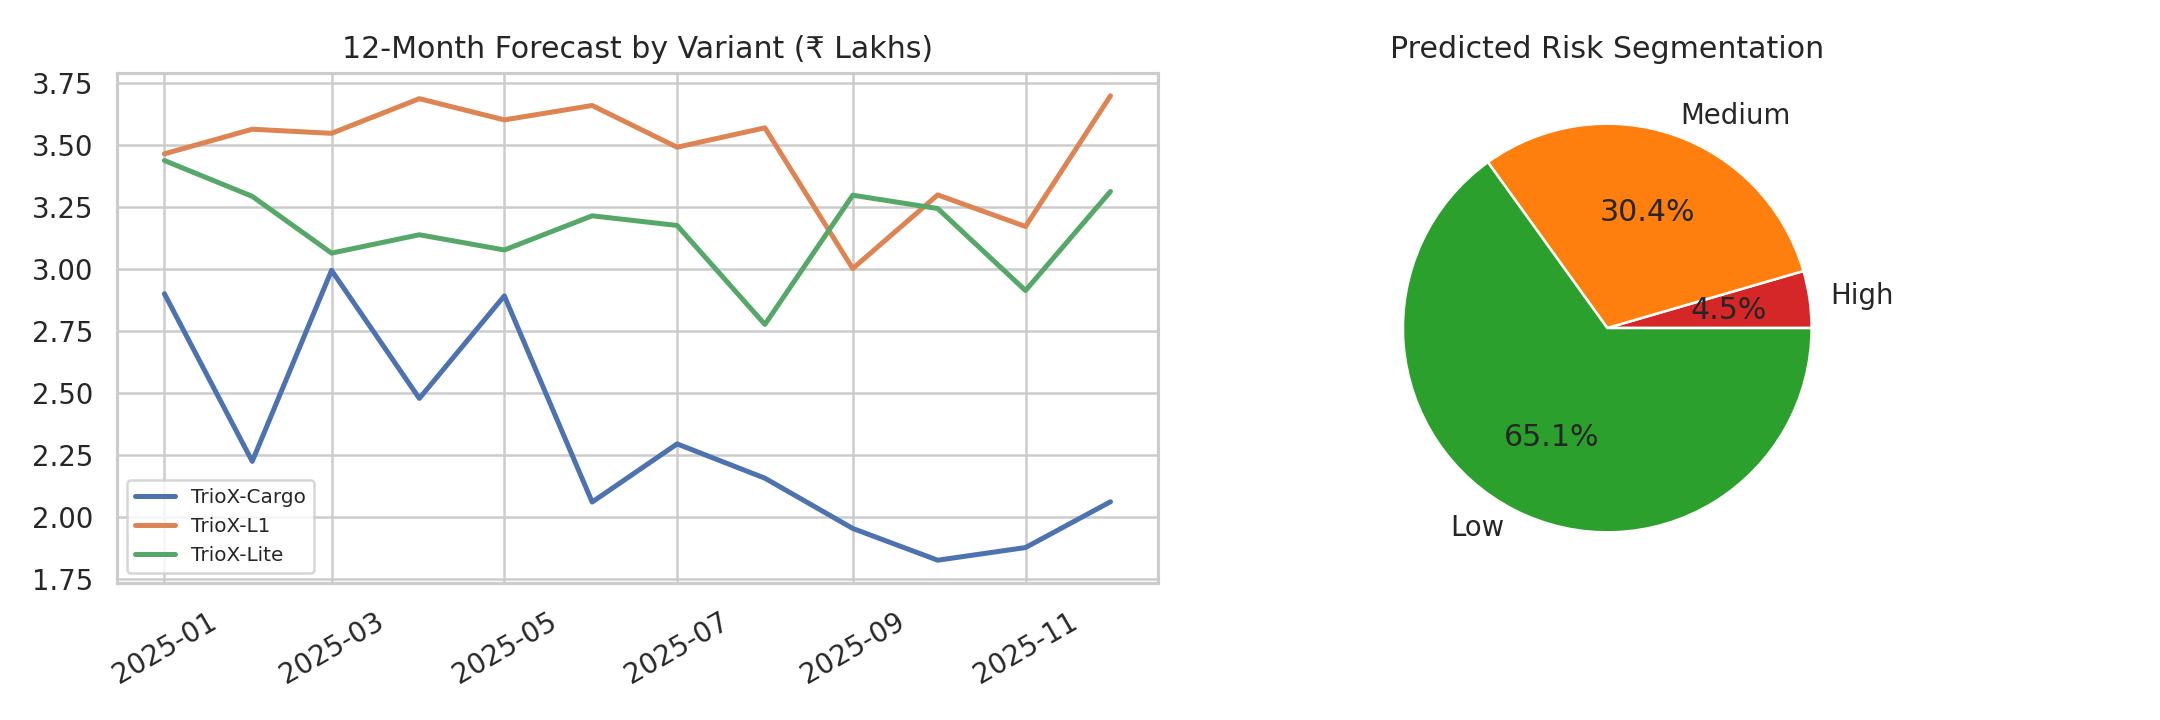 12-Month Forecast by Variant (₹ Lakhs)
3.75
3.50
3.25
3.00
2.75
2.50
2.25
2.00
1.75
TrioX-Cargo
TrioX-L1
TrioX-Lite
2025-01
2025-03
2025-05
2025-07
2025-09
2025-11
Predicted Risk Segmentation
Medium
30.4%
High
4.5%
65.1%
Low